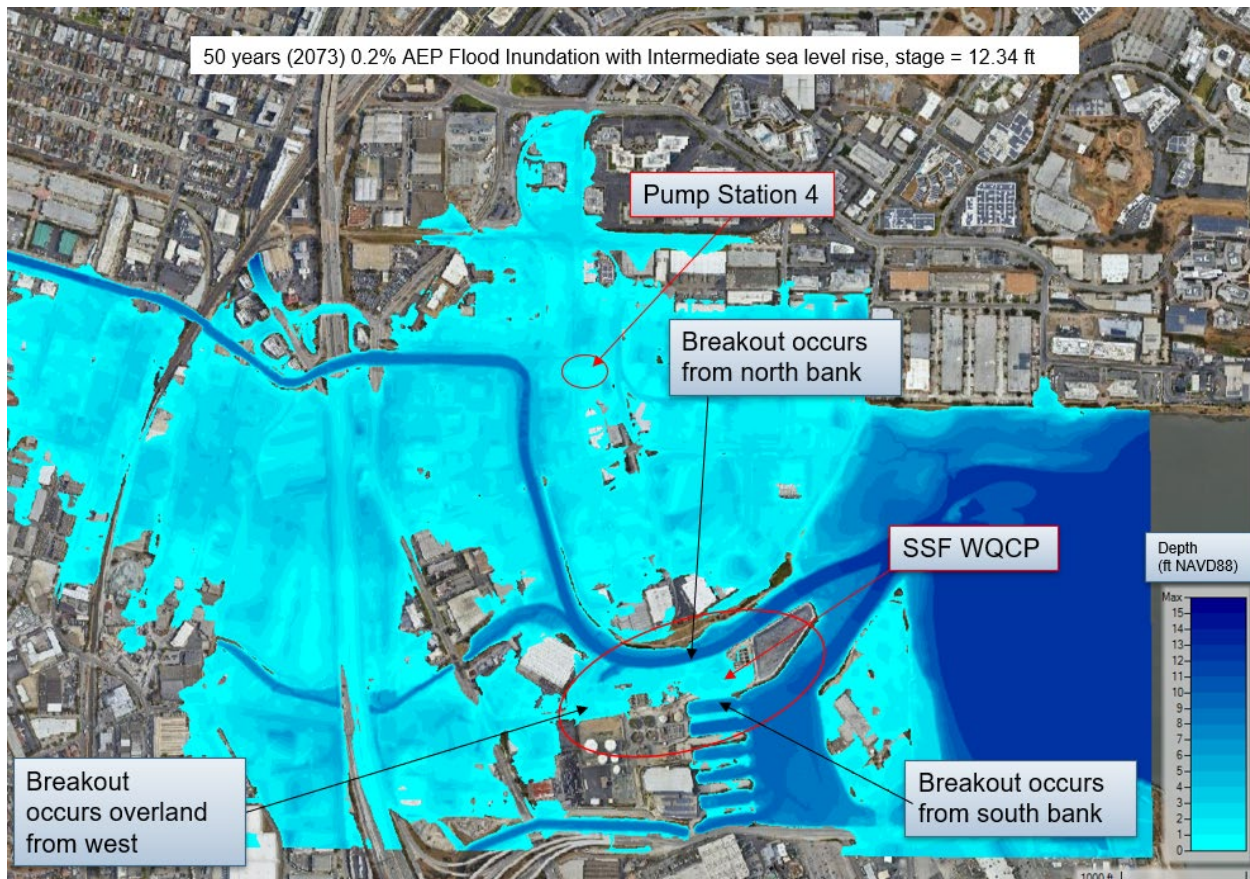 50 years (2073) 0.2% AEP Flood Inundation with Intermediate sea level rise, stage = 12.34 ft
Pump Station 4
Breakout occurs
from north bank
SSF WQCP
Depth
(ft NAVD88)
Max
15
14
13
12
11
10
9
8
7
6
5
4
3
2
1
0
Breakout
occurs overland
from west
Breakout occurs
from south bank
1000 ft